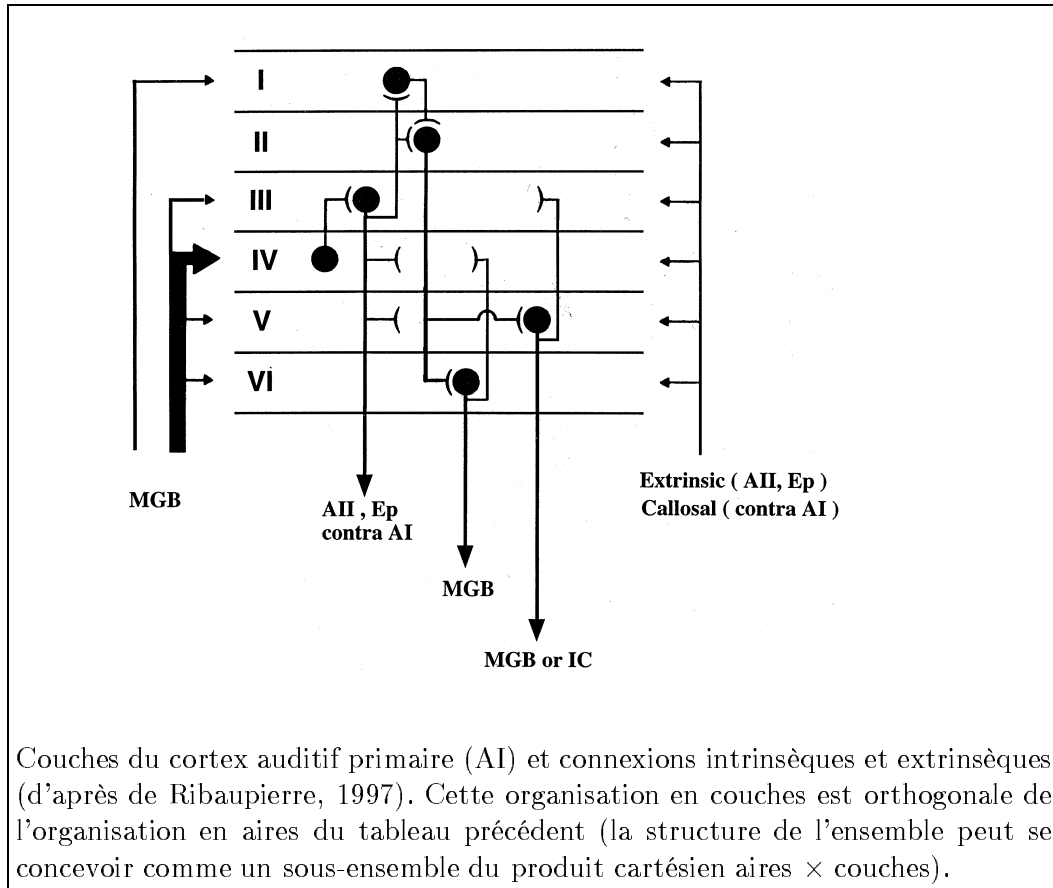 I
II
III
IV
V
VI
MGB
AII , Ep
contra AI
MGB
MGB or IC
Extrinsic ( AII, Ep )
Callosal ( contra AI )
Couches du cortex auditif primaire (AI) et connexions intrinsèques et extrinsèques
(d'après de Ribaupierre, 1997). Cette organisation en couches est orthogonale de
l'organisation en aires du tableau précédent (la structure de l'ensemble peut se
concevoir comme un sous-ensemble du produit cartésien aires × couches).